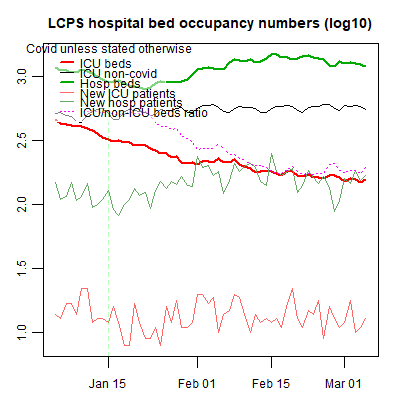 LCPS hospital bed occupancy numbers (log10)
Covid unless stated otherwise
ICU beds
ICU non-covid
Hosp beds
New ICU patients
New hosp patients
ICU/non ICU beds ratio
3.0
2.5
2.0
1.5
1.0
Jan 15
Feb 01
Feb 15
Mar 01